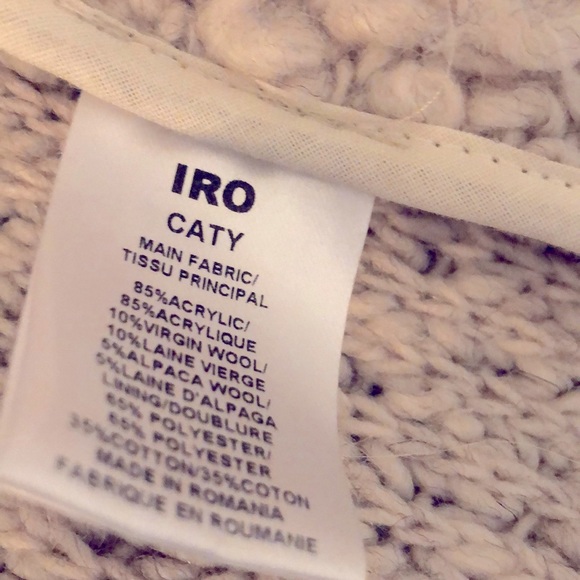 IRO
CATY
MAIN FABRIC/
TISSU PRINCIPAL
85%ACRYLIC/
85%ACRYLIQUE
10%VIRGIN WOOL/
10%LAINE VIERGE
5%ALPACA WOOL/
5%LAINE D'ALPAGA
LINING/DOUBLURE
65% POLYESTER/
65% POLYESTER
35%COTTON/35%COTON
MADE IN ROMANIA
FABRIQUE EN ROUMANIE